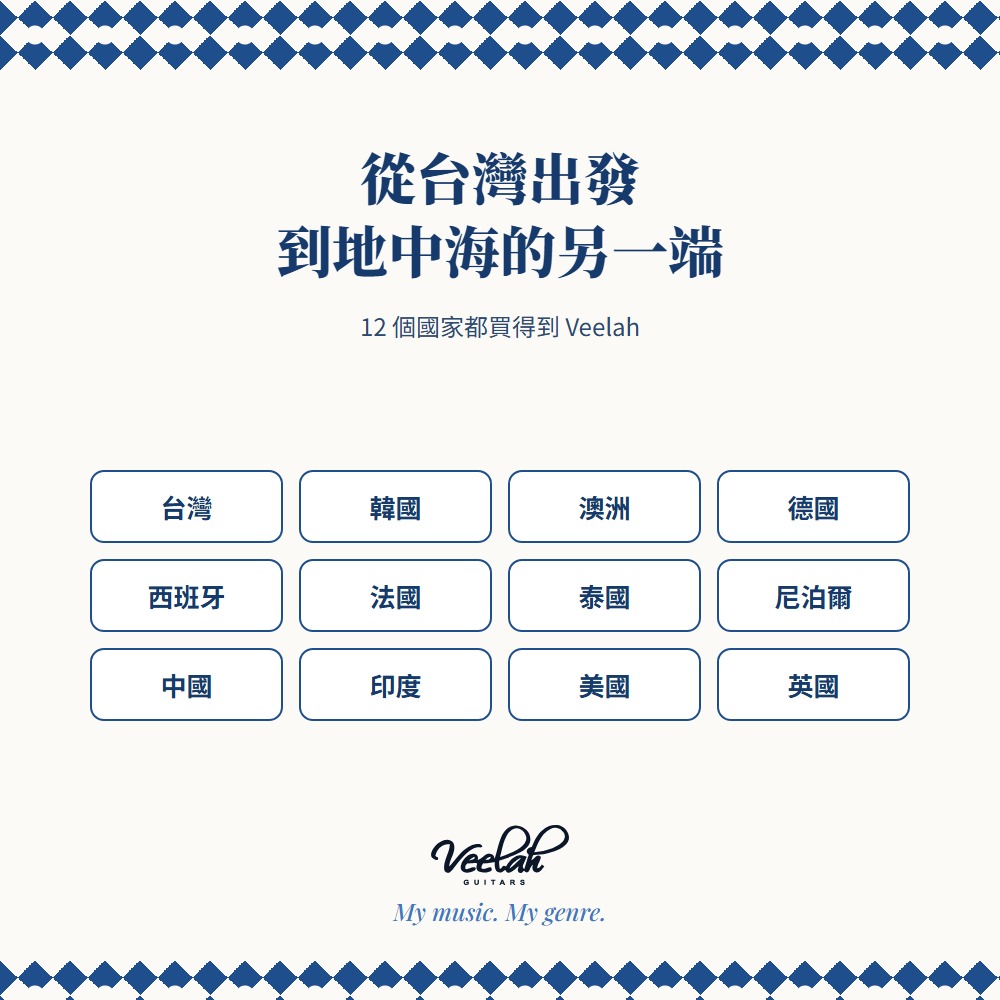 從台灣出發
到地中海的另一端
12 個國家都買得到 Veelah
台灣 韓國 澳洲 德國
西班牙 法國 泰國 尼泊爾
中國 印度 美國 英國
Veelah
GUITARS
My music. My genre.